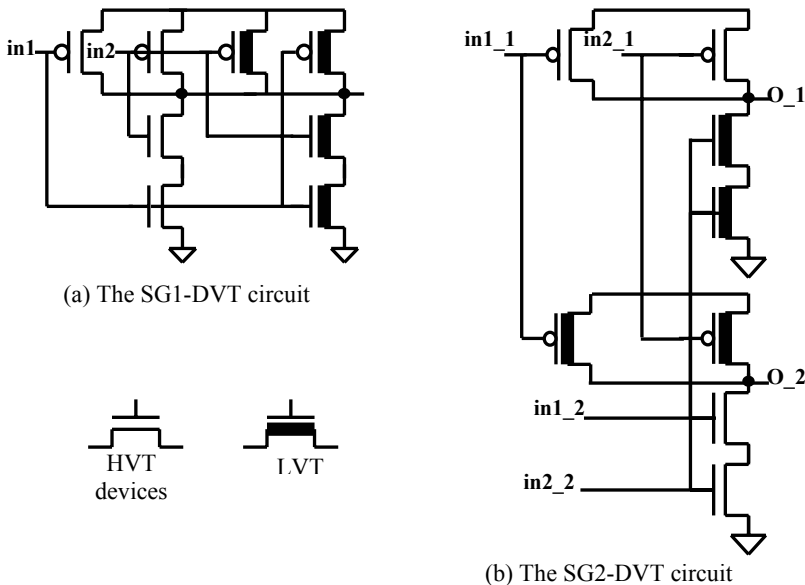 in1
in2
(a) The SG1-DVT circuit
HVT
devices
LVT
in1_1
in2_1
O_1
O_2
in1_2
in2_2
(b) The SG2-DVT circuit